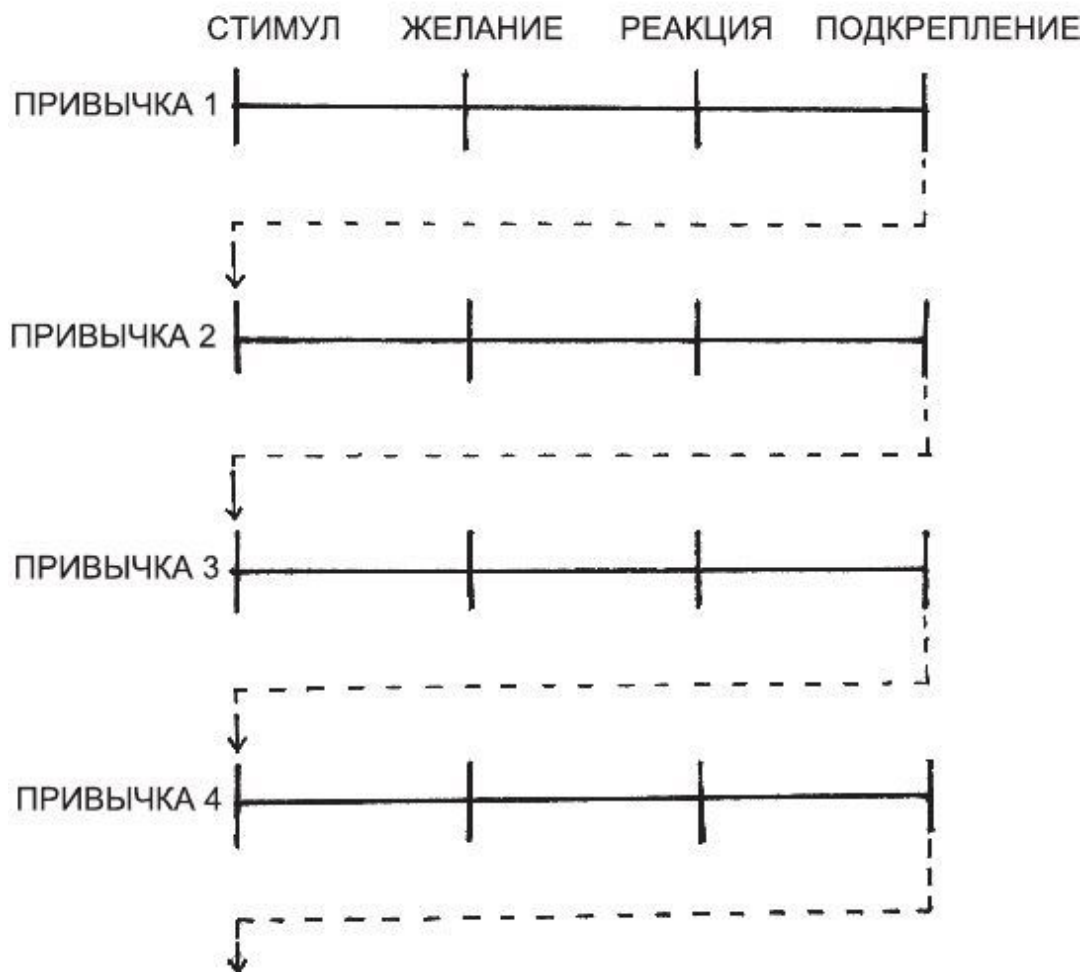 СТИМУЛ ЖЕЛАНИЕ РЕАКЦИЯ ПОДКРЕПЛЕНИЕ
ПРИВЫЧКА 1
ПРИВЫЧКА 2
ПРИВЫЧКА 3
ПРИВЫЧКА 4